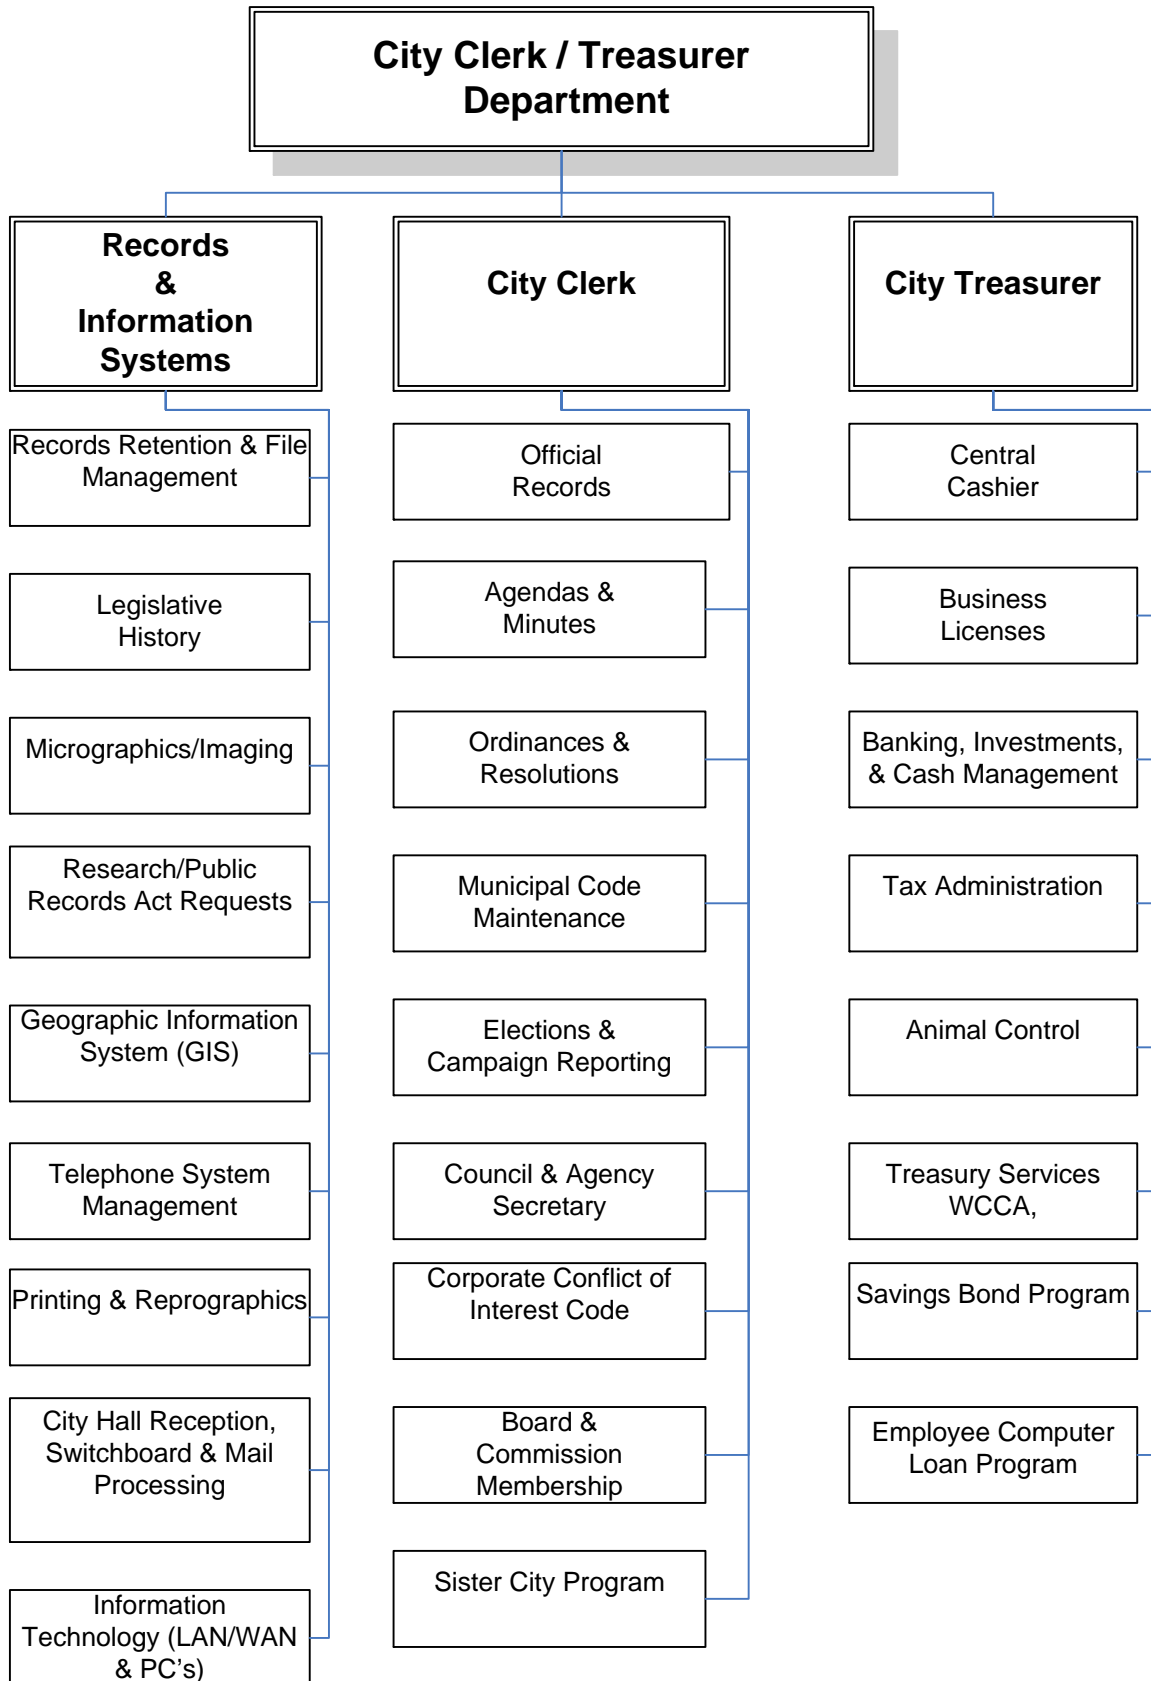 City Clerk / Treasurer
Department
Records
&
Information
Systems
City Clerk
City Treasurer
Records Retention & File
Management
Legislative
History
Micrographics/Imaging
Research/Public
Records Act Requests
Geographic Information
System (GIS)
Telephone System
Management
Printing & Reprographics
City Hall Reception,
Switchboard & Mail
Processing
Information
Technology (LAN/WAN
& PC's)
Official
Records
Agendas &
Minutes
Ordinances &
Resolutions
Municipal Code
Maintenance
Elections &
Campaign Reporting
Council & Agency
Secretary
Corporate Conflict of
Interest Code
Board &
Commission
Membership
Sister City Program
Central
Cashier
Business
Licenses
Banking, Investments,
& Cash Management
Tax Administration
Animal Control
Treasury Services
WCCA,
Savings Bond Program
Employee Computer
Loan Program